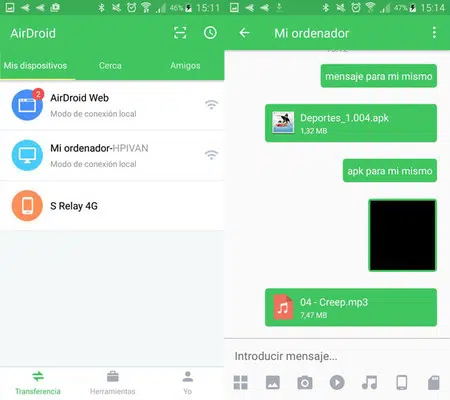 46% 15:11
AirDroid
Mis dispositivos Cerca Amigos
2
AirDroid Web
Modo de conexión local
Mi ordenador-HPIVAN
Modo de conexión local
S Relay 4G
Transferencia Herramientas Yo
47% 15:14
Mi ordenador
mensaje para mi mismo
Deportes_1.004.apk
1,32 MB
apk para mi mismo
04 - Creep.mp3
7,47 MB
Introducir mensaje...